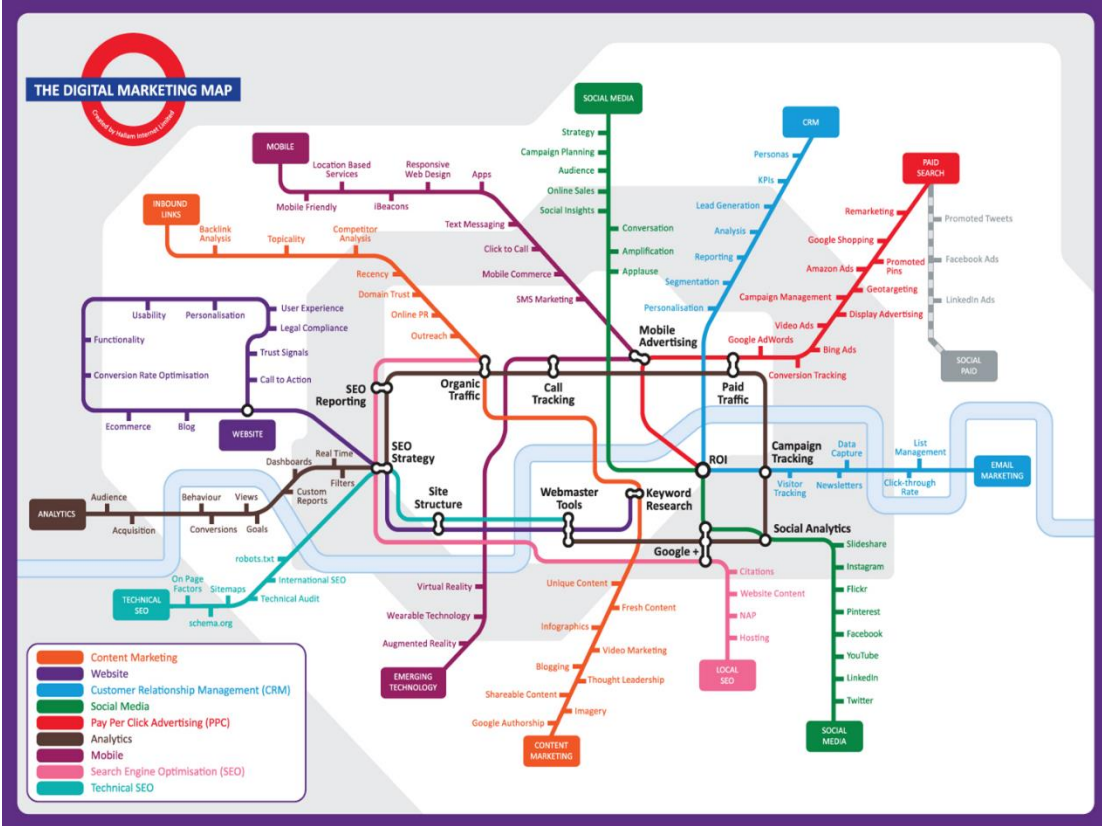 THE DIGITAL MARKETING MAP
Created by Hallam Internet Limited
MOBILE
Location Based
Services
Responsive
Web Design
Apps
Mobile Friendly
iBeacons
Text Messaging
Click to Call
Mobile Commerce
SMS Marketing
Mobile
Advertising
SOCIAL MEDIA
Strategy
Campaign Planning
Audience
Online Sales
Social Insights
Conversation
Amplification
Applause
CRM
Personas
KPIs
Lead Generation
Analysis
Reporting
Segmentation
Personalisation
PAID
SEARCH
Remarketing
Google Shopping
Promoted
Pins
Amazon Ads
Geotargeting
Campaign Management
Display Advertising
Video Ads
Bing Ads
Google AdWords
Conversion Tracking
Promoted Tweets
Facebook Ads
LinkedIn Ads
SOCIAL
PAID
INBOUND
LINKS
Backlink
Analysis
Topicality
Competitor
Analysis
Recency
Domain Trust
Online PR
Outreach
Usability
Personalisation
User Experience
Legal Compliance
Functionality
Trust Signals
Conversion Rate Optimisation
Call to Action
Ecommerce
Blog
WEBSITE
SEO
Reporting
Organic
Traffic
Call
Tracking
Paid
Traffic
SEO
Strategy
Site
Structure
Webmaster
Tools
Keyword
Research
ROI
Campaign
Tracking
Google +
Social Analytics
Data
Capture
List
Management
Visitor
Tracking
Newsletters
Click-through
Rate
EMAIL
MARKETING
ANALYTICS
Audience
Acquisition
Behaviour
Conversions
Views
Goals
Dashboards
Custom
Reports
Real Time
Filters
TECHNICAL
SEO
On Page
Factors
schema.org
Sitemaps
robots.txt
International SEO
Technical Audit
Virtual Reality
Wearable Technology
Augmented Reality
EMERGING
TECHNOLOGY
Unique Content
Fresh Content
Infographics
Video Marketing
Blogging
Thought Leadership
Shareable Content
Imagery
Google Authorship
CONTENT
MARKETING
Citations
Website Content
NAP
Hosting
LOCAL
SEO
Slideshare
Instagram
Flickr
Pinterest
Facebook
YouTube
LinkedIn
Twitter
SOCIAL
MEDIA
Content Marketing
Website
Customer Relationship Management (CRM)
Social Media
Pay Per Click Advertising (PPC)
Analytics
Mobile
Search Engine Optimisation (SEO)
Technical SEO